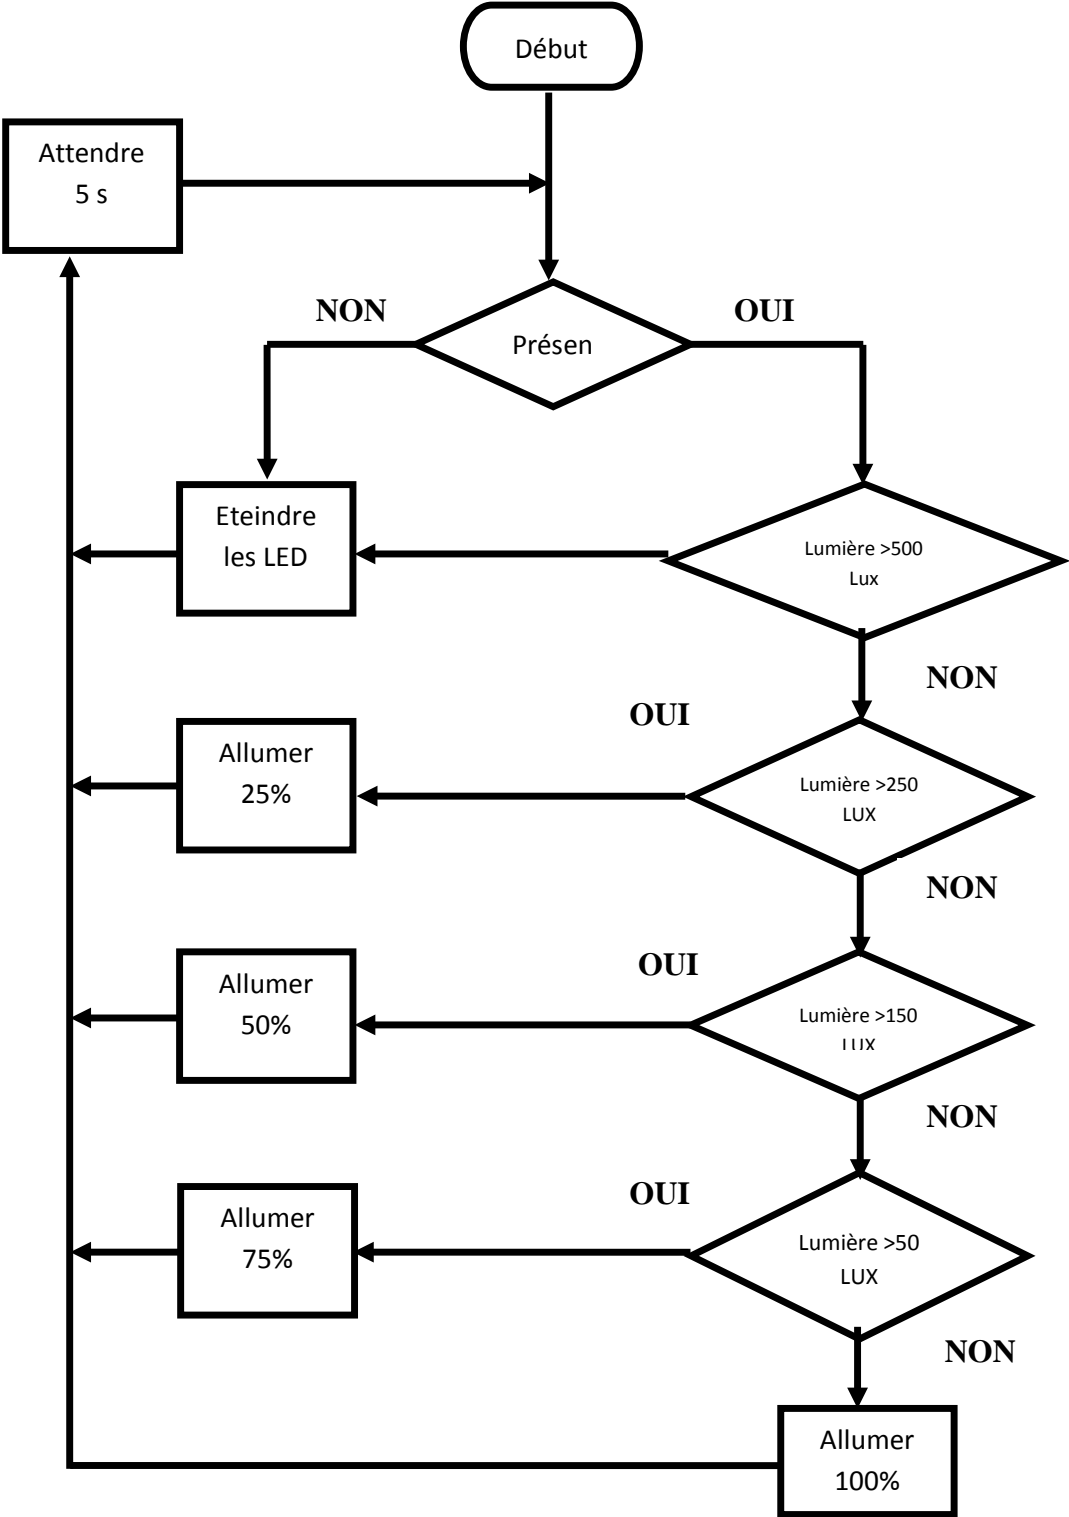 Début
Attendre
5 s
NON
OUI
Présen
Eteindre
les LED
Lumière >500
Lux
NON
OUI
Allumer
25%
Lumière >250
LUX
NON
OUI
Allumer
50%
Lumière >150
LUX
NON
OUI
Allumer
75%
Lumière >50
LUX
NON
Allumer
100%